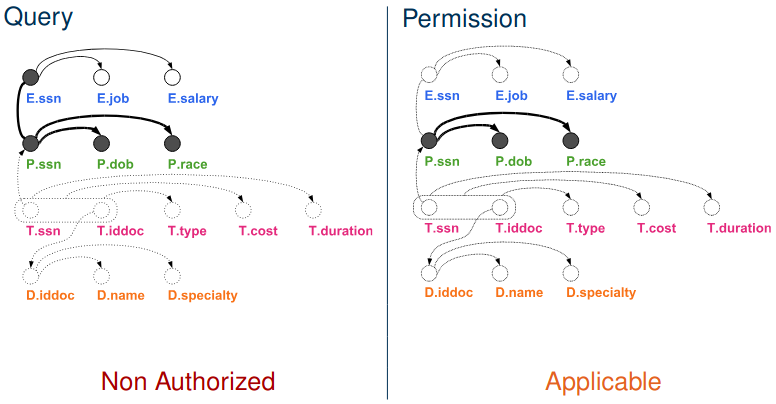 Query
E.ssn E.job E.salary
P.ssn P.dob P.race
T.ssn T.iddoc T.type T.cost T.duration
D.iddoc D.name D.specialty
Non Authorized
Permission
E.ssn E.job E.salary
P.ssn P.dob P.race
T.ssn T.iddoc T.type T.cost T.duration
D.iddoc D.name D.specialty
Applicable